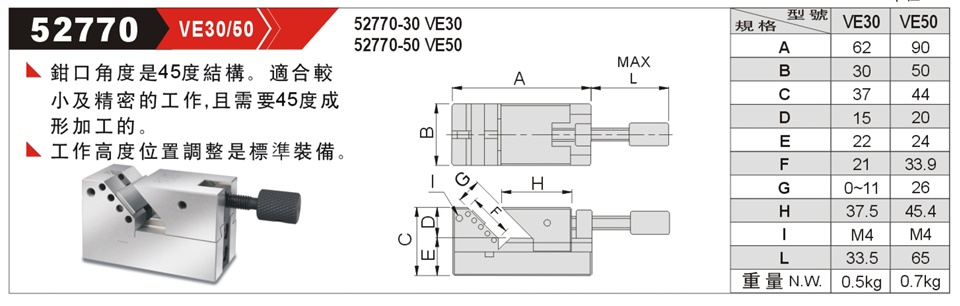 52770 VE30/50
52770-30 VE30
52770-50 VE50
鉗口角度是45度結構。適合較
小及精密的工作,且需要45度成
形加工的。
工作高度位置調整是標準裝備。
A
MAX
L
B
I
G
F
H
C
D
E
型號 VE30 VE50
規格
A 62 90
B 30 50
C 37 44
D 15 20
E 22 24
F 21 33.9
G 0~11 26
H 37.5 45.4
I M4 M4
L 33.5 65
重量 N.W. 0.5kg 0.7kg